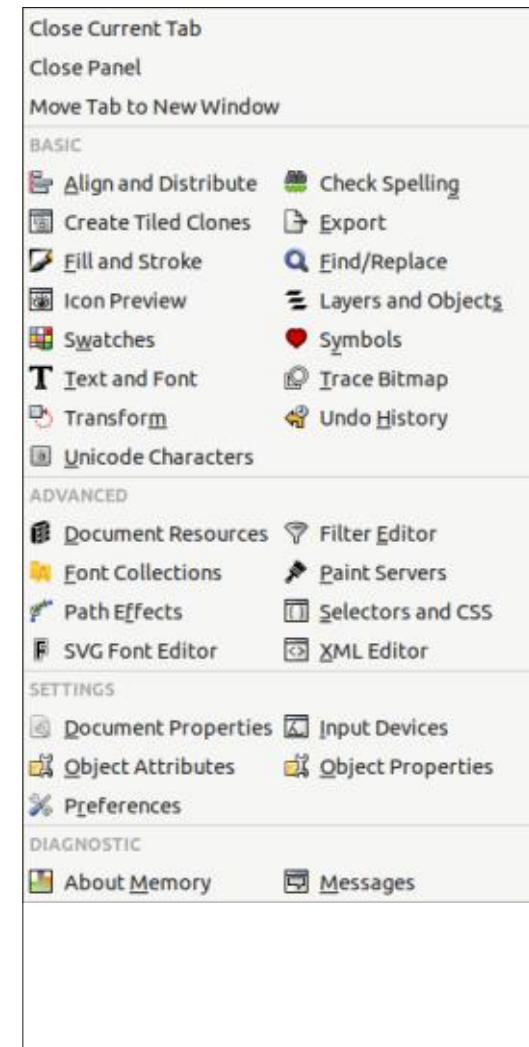 Close Current Tab
Close Panel
Move Tab to New Window
BASIC
Align and Distribute Check Spelling
Create Tiled Clones Export
Fill and Stroke Find/Replace
Icon Preview Layers and Objects
Swatches Symbols
Text and Font Trace Bitmap
Transform Undo History
Unicode Characters
ADVANCED
Document Resources Filter Editor
Font Collections Paint Servers
Path Effects Selectors and CSS
SVG Font Editor XML Editor
SETTINGS
Document Properties Input Devices
Object Attributes Object Properties
Preferences
DIAGNOSTIC
About Memory Messages